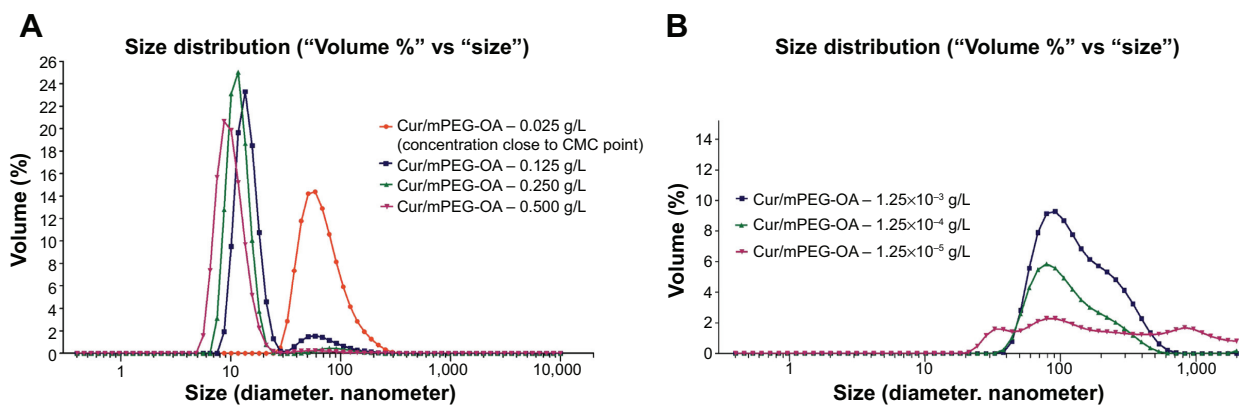 A
Size distribution (“Volume %” vs “size”)
26
24
22
20
18
16
14
12
10
8
6
4
2
0
Volume (%)
1
10
100
1,000
10,000
Size (diameter. nanometer)
Cur/mPEG-OA – 0.025 g/L
(concentration close to CMC point)
Cur/mPEG-OA – 0.125 g/L
Cur/mPEG-OA – 0.250 g/L
Cur/mPEG-OA – 0.500 g/L
B
Size distribution (“Volume %” vs “size”)
14
12
10
8
6
4
2
0
Volume (%)
1
10
100
1,000
Size (diameter. nanometer)
Cur/mPEG-OA – 1.25×10⁻³ g/L
Cur/mPEG-OA – 1.25×10⁻⁴ g/L
Cur/mPEG-OA – 1.25×10⁻⁵ g/L